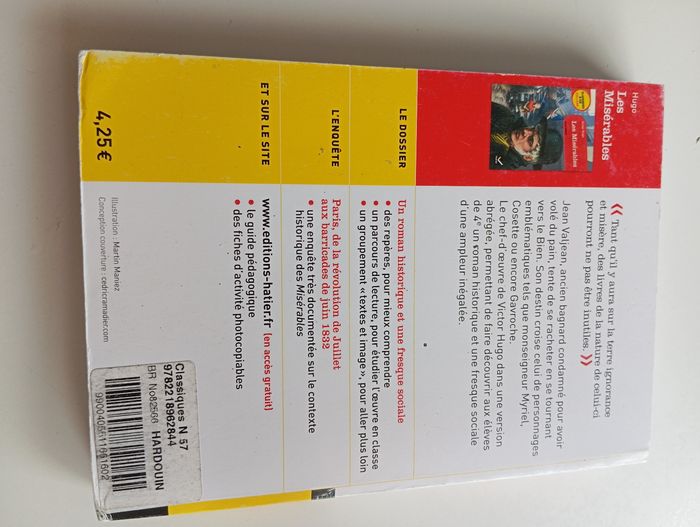 Hugo
Les
Misérables
Les Misérables
« Tant qu'il y aura sur la terre ignorance
et misère, des livres de la nature de celui-ci
pourront ne pas être inutiles. »
Jean Valjean, ancien bagnard condamné pour avoir
volé du pain, tente de se racheter en se tournant
vers le Bien. Son destin croise celui de personnages
emblématiques tels que monseigneur Myriel,
Cosette ou encore Gavroche.
Le chef-d'œuvre de Victor Hugo dans une version
abrégée, permettant de faire découvrir aux élèves
de 4e un roman historique et une fresque sociale
d'une ampleur inégalée.
LE DOSSIER
Un roman historique et une fresque sociale
• des repères, pour mieux comprendre
• un parcours de lecture, pour étudier l'œuvre en classe
• un groupement « textes et image », pour aller plus loin
L'ENQUÊTE
Paris, de la révolution de Juillet
aux barricades de juin 1832
• une enquête très documentée sur le contexte
historique des Misérables
ET SUR LE SITE
www.editions-hatier.fr (en accès gratuit)
• le guide pédagogique
• des fiches d'activité photocopiables
4,25 €
Illustration : Martin Maniez
Conception couverture : cedricramadier.com
Classiques N 57
9782218962844
BR No82566 HARDOUIN